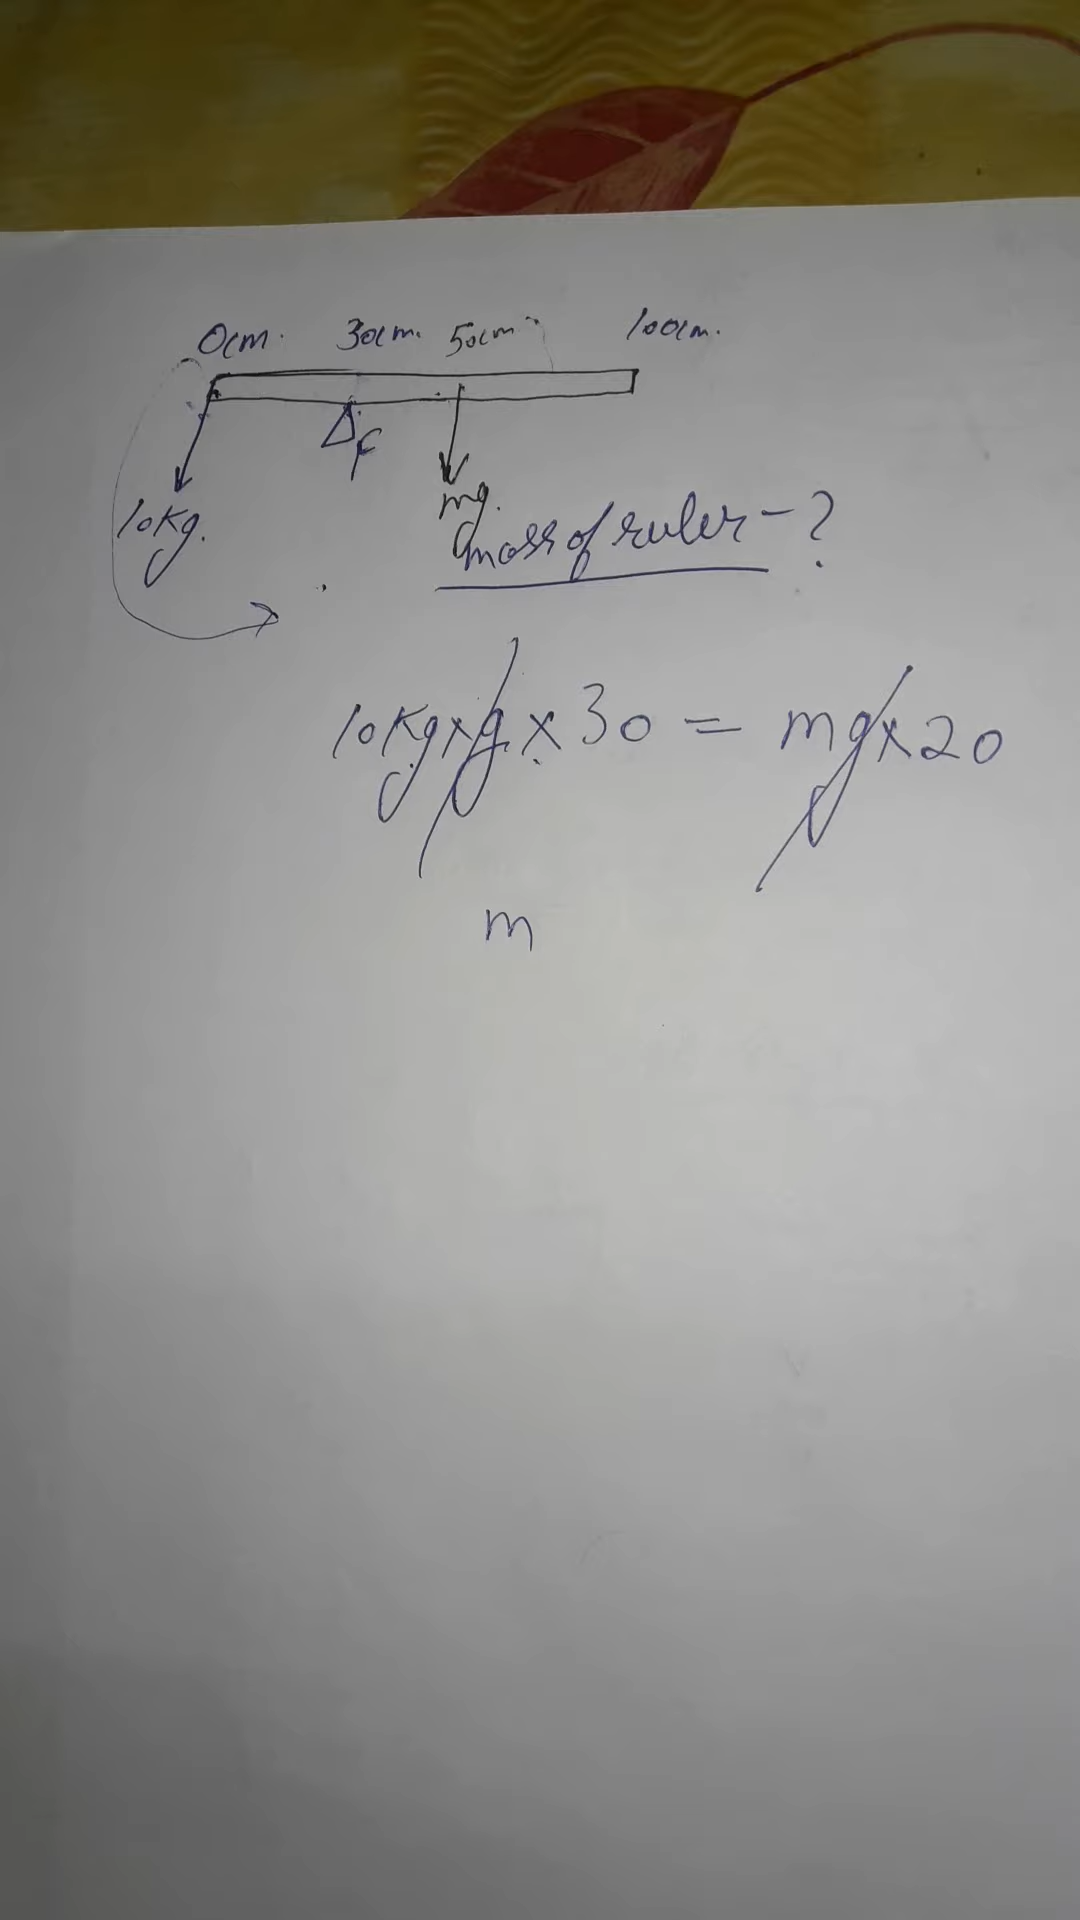 0cm. 30cm. 50cm 100cm.
F
10kg.
mg.
mass of ruler - ?
10kg x g x 30 = mg x 20
m